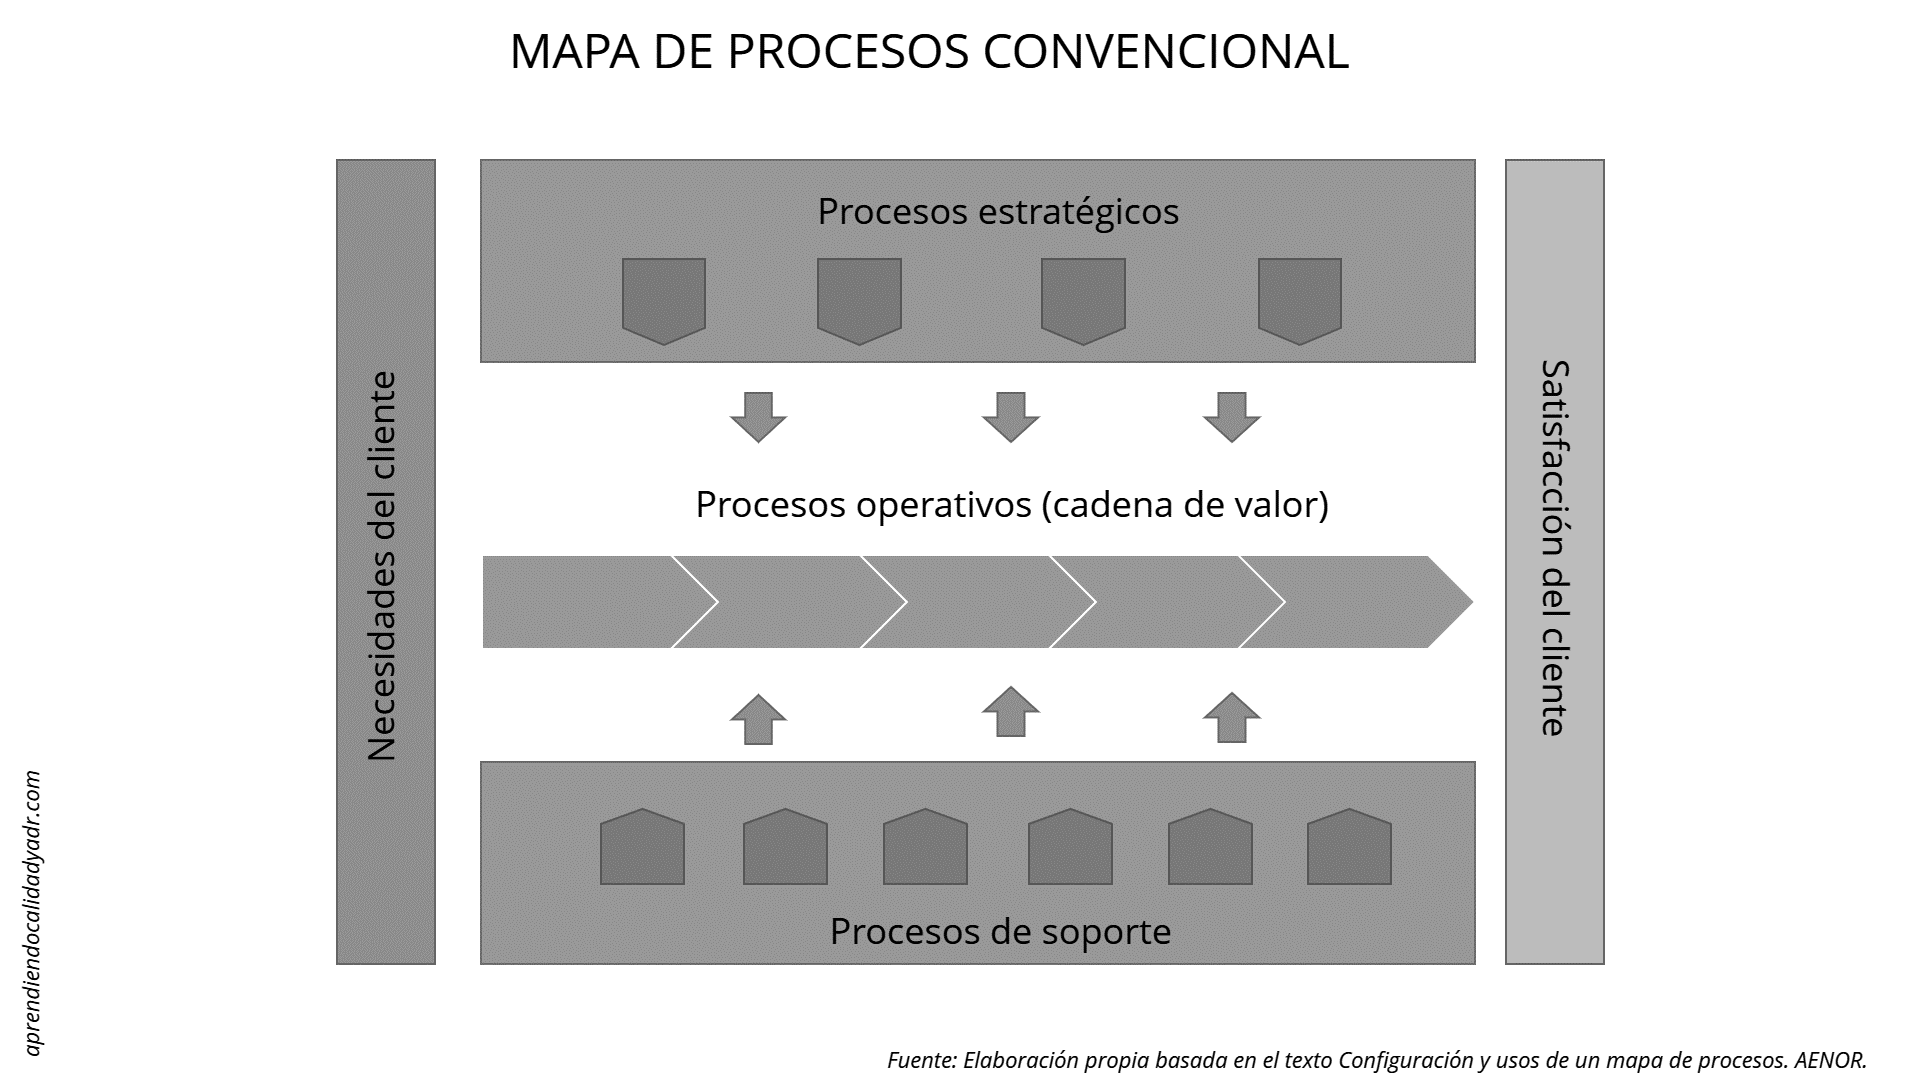 MAPA DE PROCESOS CONVENCIONAL
Necesidades del cliente
Procesos estratégicos
Procesos operativos (cadena de valor)
Procesos de soporte
Satisfacción del cliente
aprendiendocalidadyadr.com
Fuente: Elaboración propia basada en el texto Configuración y usos de un mapa de procesos. AENOR.